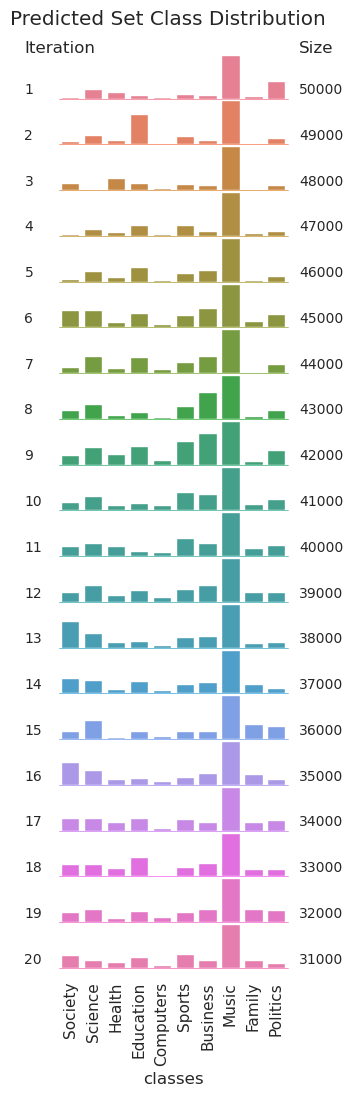 Predicted Set Class Distribution
Iteration Size
1 50000
2 49000
3 48000
4 47000
5 46000
6 45000
7 44000
8 43000
9 42000
10 41000
11 40000
12 39000
13 38000
14 37000
15 36000
16 35000
17 34000
18 33000
19 32000
20 31000
Society
Science
Health
Education
Computers
Sports
Business
Music
Family
Politics
classes